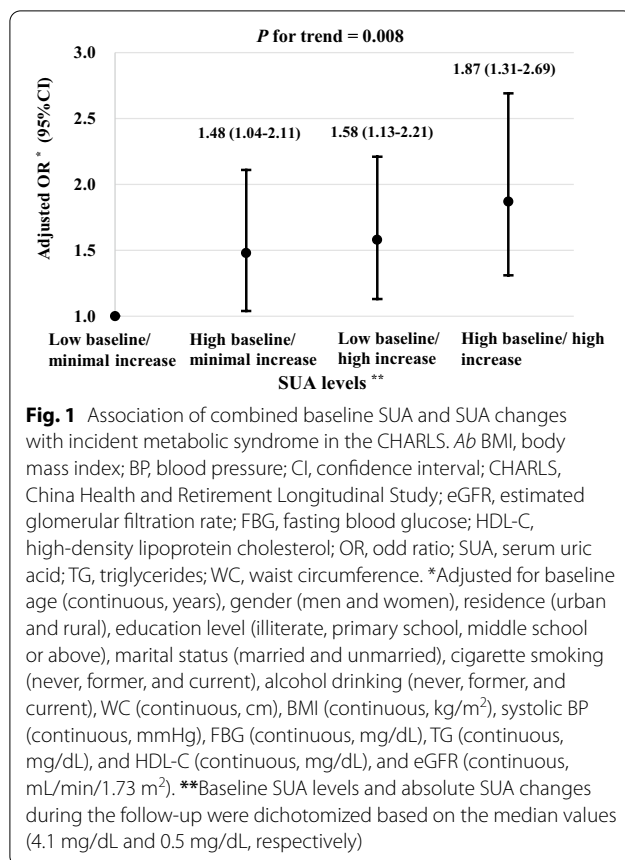 P for trend = 0.008
3.0
2.5
2.0
1.5
1.0
Adjusted OR * (95%CI)
1.48 (1.04-2.11)
1.58 (1.13-2.21)
1.87 (1.31-2.69)
Low baseline/
minimal increase
High baseline/
minimal increase
Low baseline/
high increase
High baseline/ high
increase
SUA levels **
Fig. 1 Association of combined baseline SUA and SUA changes
with incident metabolic syndrome in the CHARLS. Ab BMI, body
mass index; BP, blood pressure; CI, confidence interval; CHARLS,
China Health and Retirement Longitudinal Study; eGFR, estimated
glomerular filtration rate; FBG, fasting blood glucose; HDL-C,
high-density lipoprotein cholesterol; OR, odd ratio; SUA, serum uric
acid; TG, triglycerides; WC, waist circumference. *Adjusted for baseline
age (continuous, years), gender (men and women), residence (urban
and rural), education level (illiterate, primary school, middle school
or above), marital status (married and unmarried), cigarette smoking
(never, former, and current), alcohol drinking (never, former, and
current), WC (continuous, cm), BMI (continuous, kg/m²), systolic BP
(continuous, mmHg), FBG (continuous, mg/dL), TG (continuous,
mg/dL), and HDL-C (continuous, mg/dL), and eGFR (continuous,
mL/min/1.73 m²). **Baseline SUA levels and absolute SUA changes
during the follow-up were dichotomized based on the median values
(4.1 mg/dL and 0.5 mg/dL, respectively)